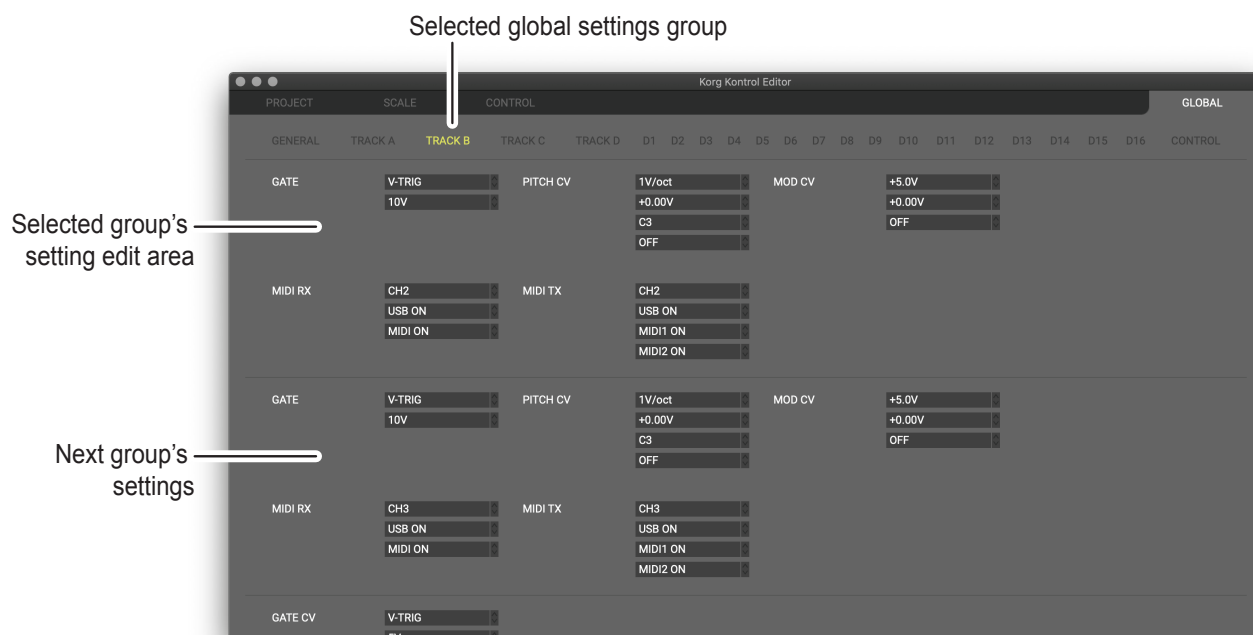 Selected global settings group
Korg Kontrol Editor
PROJECT SCALE CONTROL GLOBAL
GENERAL TRACK A TRACK B TRACK C TRACK D D1 D2 D3 D4 D5 D6 D7 D8 D9 D10 D11 D12 D13 D14 D15 D16 CONTROL
GATE V-TRIG PITCH CV 1V/oct MOD CV +5.0V
10V +0.00V +0.00V
Selected group's
setting edit area
C3 OFF
OFF
MIDI RX CH2 MIDI TX CH2
USB ON USB ON
MIDI ON MIDI1 ON
MIDI2 ON
GATE V-TRIG PITCH CV 1V/oct MOD CV +5.0V
10V +0.00V +0.00V
C3 OFF
Next group's
settings
OFF
MIDI RX CH3 MIDI TX CH3
USB ON USB ON
MIDI ON MIDI1 ON
MIDI2 ON
GATE CV V-TRIG